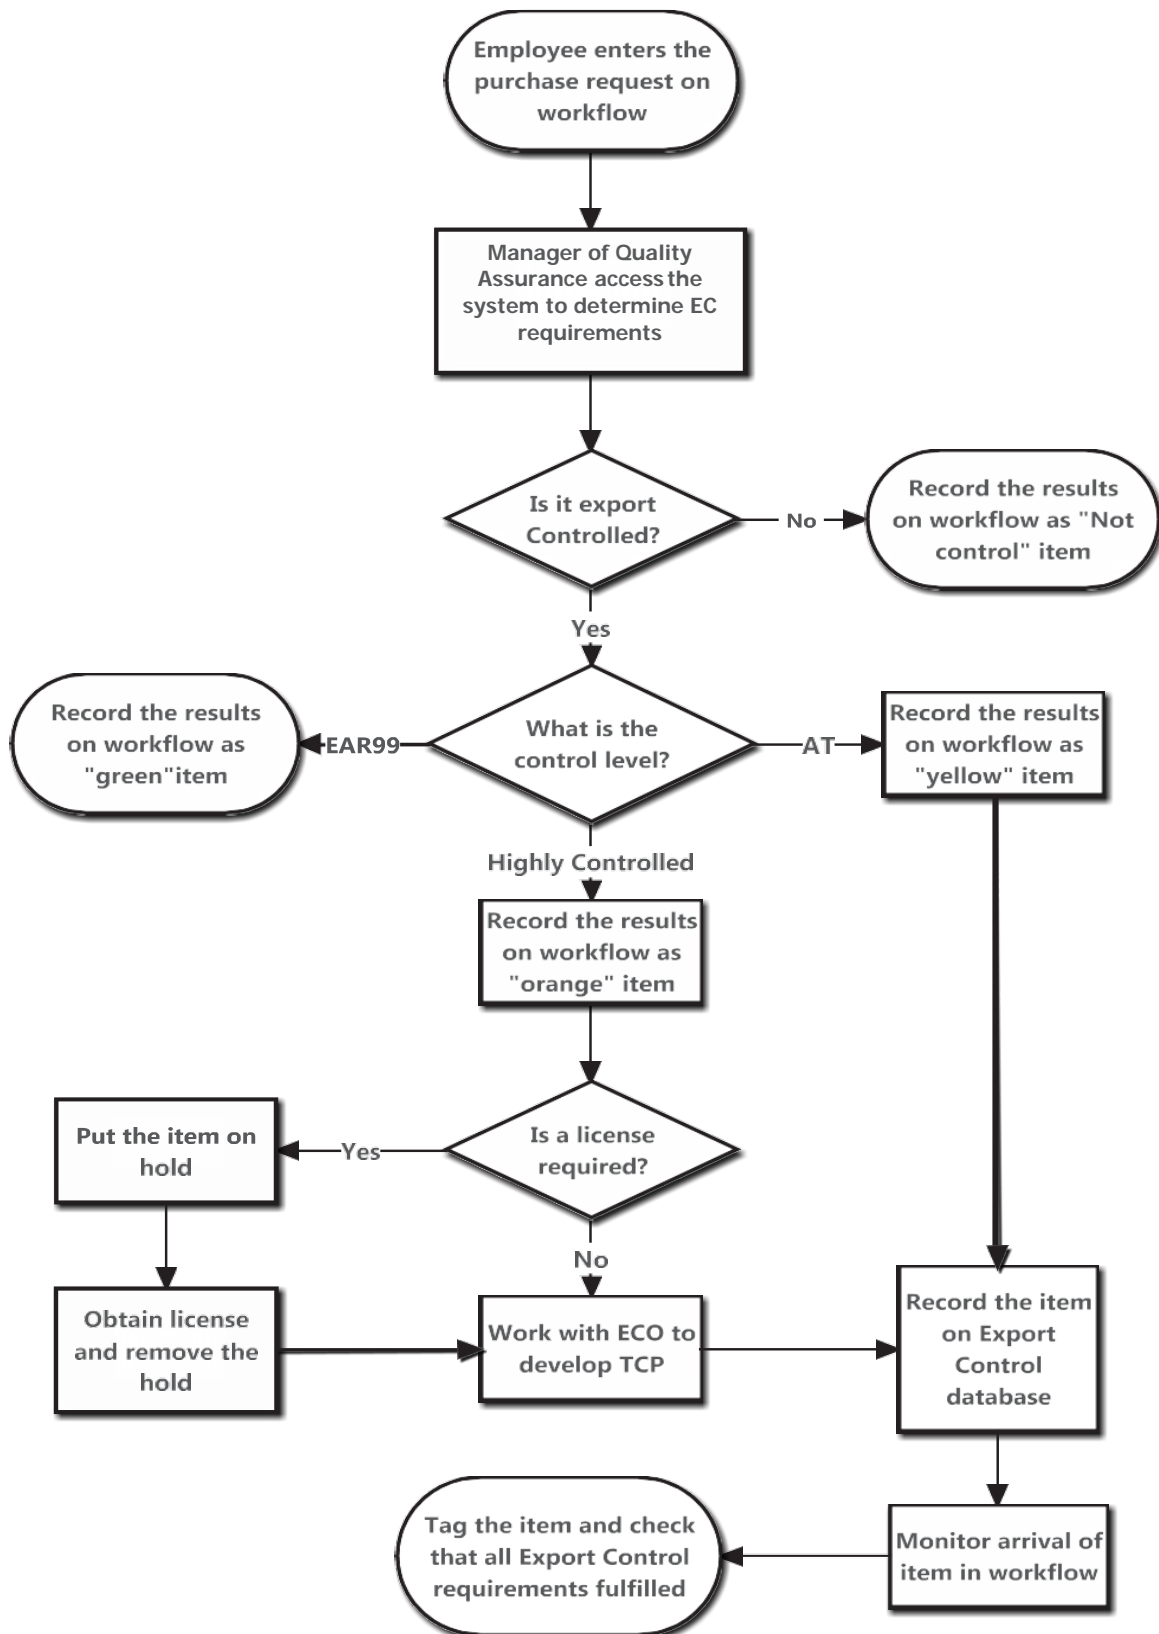 Employee enters the
purchase request on
workflow
Manager of Quality
Assurance access the
system to determine EC
requirements
Is it export
Controlled?
No
Record the results
on workflow as "Not
control" item
Yes
Record the results
on workflow as
"green"item
EAR99
What is the
control level?
AT
Record the results
on workflow as
"yellow" item
Highly Controlled
Record the results
on workflow as
"orange" item
Put the item on
hold
Yes
Is a license
required?
No
Obtain license
and remove the
hold
Work with ECO to
develop TCP
Record the item
on Export
Control
database
Tag the item and check
that all Export Control
requirements fulfilled
Monitor arrival of
item in workflow